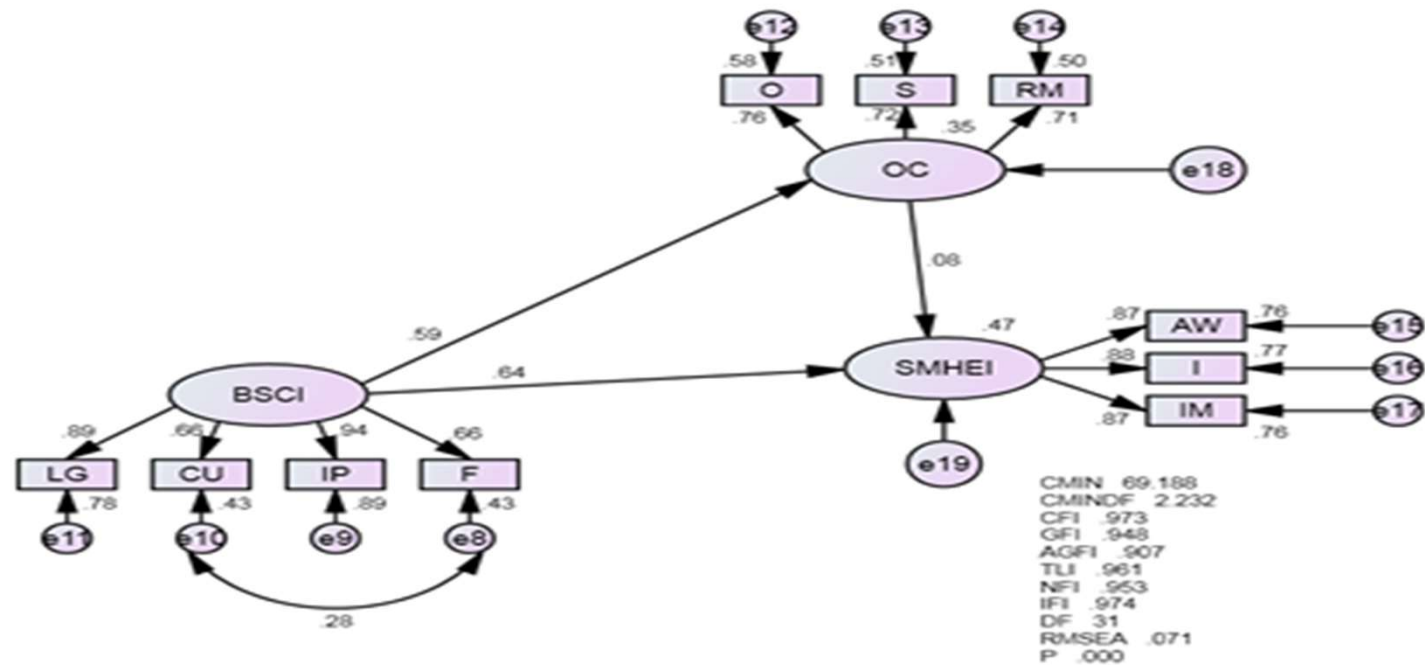 e12 e13 e14
.58 .51 .50
O S RM
.76 .72 .35 .71
OC e18
.08
.59
.47
.87 AW .76 e15
.64 SMHEI .88 I .77 e16
BSCI
.87 IM .76 e17
.89 .66 .94 .66
LG CU IP F e19
.78 .43 .89 .43
e11 e10 e9 e8
.28
CMIN 69.188
CMINDF 2.232
CFI .973
GFI .948
AGFI .907
TLI .961
NFI .953
IFI .974
DF 31
RMSEA .071
P .000